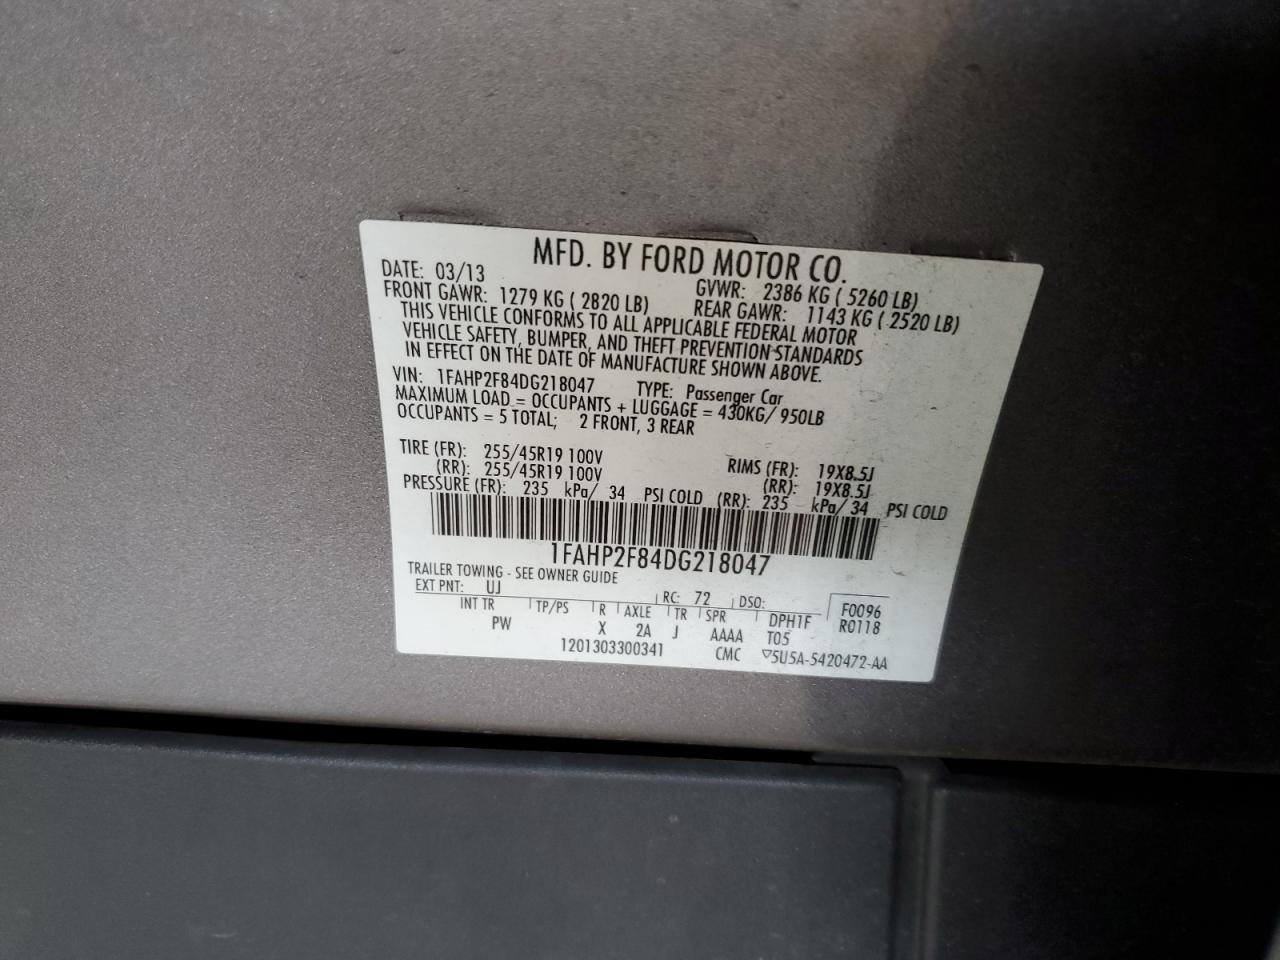 MFD. BY FORD MOTOR CO.
DATE: 03/13 GVWR: 2386 KG ( 5260 LB)
FRONT GAWR: 1279 KG ( 2820 LB) REAR GAWR: 1143 KG ( 2520 LB)
THIS VEHICLE CONFORMS TO ALL APPLICABLE FEDERAL MOTOR
VEHICLE SAFETY, BUMPER, AND THEFT PREVENTION STANDARDS
IN EFFECT ON THE DATE OF MANUFACTURE SHOWN ABOVE.
VIN: 1FAHP2F84DG218047 TYPE: Passenger Car
MAXIMUM LOAD = OCCUPANTS + LUGGAGE = 430KG/ 950LB
OCCUPANTS = 5 TOTAL; 2 FRONT, 3 REAR
TIRE (FR): 255/45R19 100V RIMS (FR): 19X8.5J
(RR): 255/45R19 100V (RR): 19X8.5J
PRESSURE (FR): 235 kPa/ 34 PSI COLD (RR): 235 kPa/ 34 PSI COLD
1FAHP2F84DG218047
TRAILER TOWING - SEE OWNER GUIDE
EXT PNT: UJ RC: 72 DSO: F0096
INT TR TP/PS R AXLE TR SPR DPH1F R0118
PW X 2A J AAAA T05
1201303300341 CMC ▽5U5A-5420472-AA